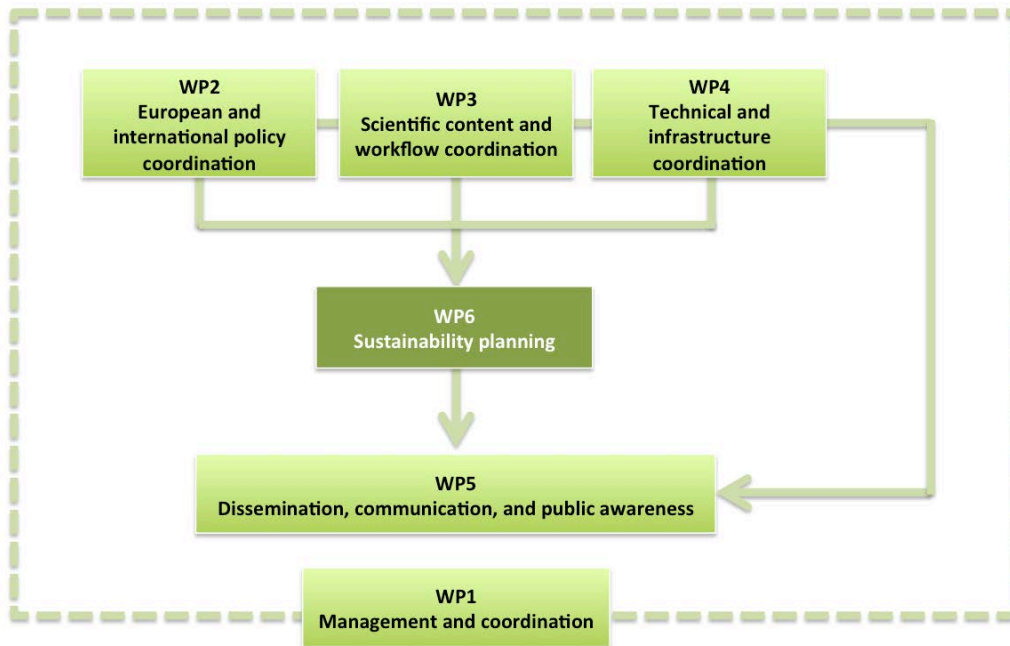 WP2
European and
international policy
coordination
WP3
Scientific content and
workflow coordination
WP4
Technical and
infrastructure
coordination
WP6
Sustainability planning
WP5
Dissemination, communication, and public awareness
WP1
Management and coordination